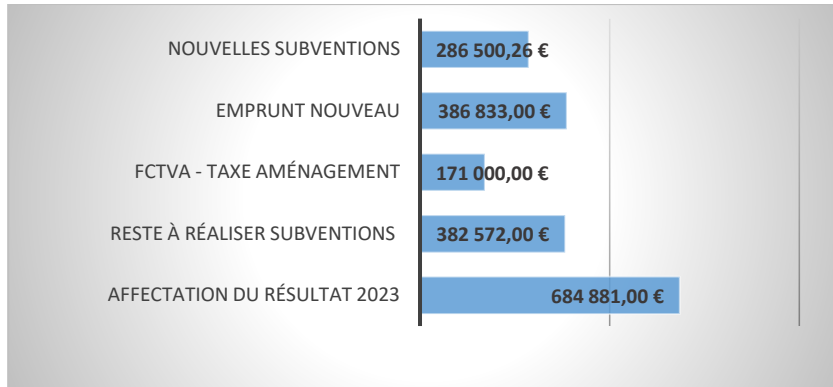 NOUVELLES SUBVENTIONS 286 500,26 €
EMPRUNT NOUVEAU 386 833,00 €
FCTVA - TAXE AMÉNAGEMENT 171 000,00 €
RESTE À RÉALISER SUBVENTIONS 382 572,00 €
AFFECTATION DU RÉSULTAT 2023 684 881,00 €